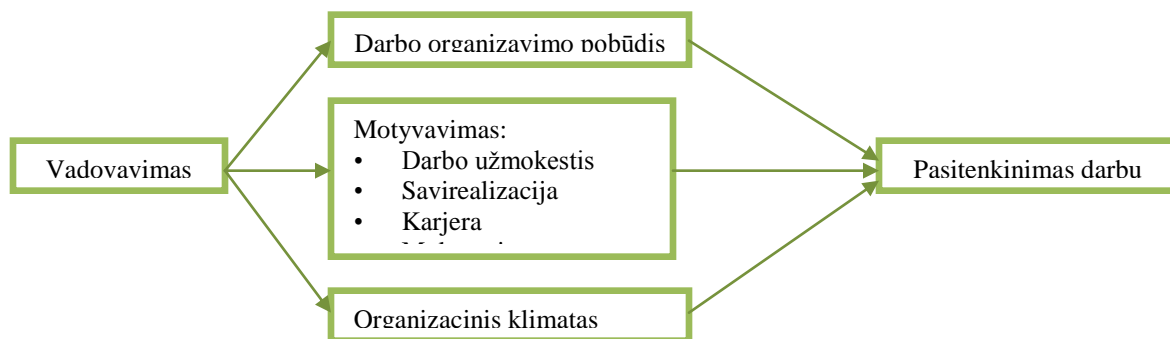 Darbo organizavimo pobūdis
Motyvavimas:
• Darbo užmokestis
• Savirealizacija
• Karjera
•
Vadovavimas
Pasitenkinimas darbu
Organizacinis klimatas